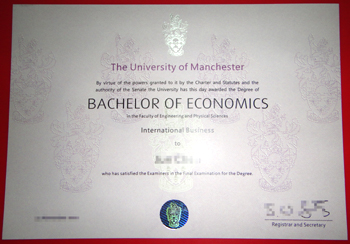 The University of Manchester
By virtue of the powers granted to it by the Charter and Statutes and the
authority of the Senate the University has this day awarded the Degree of
BACHELOR OF ECONOMICS
in the Faculty of Engineering and Physical Sciences
International Business
to
who has satisfied the Examiners in the Final Examination for the Degree.
Registrar and Secretary